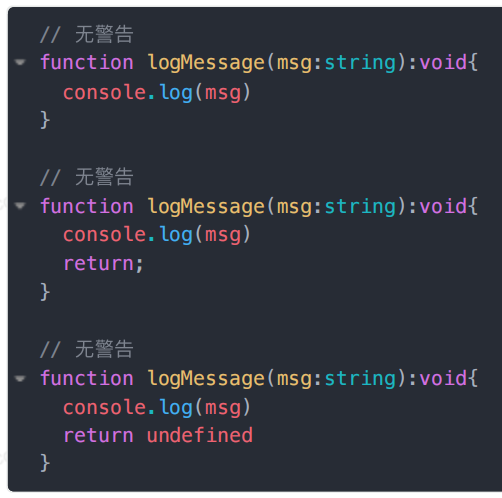 // 无警告
function logMessage(msg:string):void{
  console.log(msg)
}

// 无警告
function logMessage(msg:string):void{
  console.log(msg)
  return;
}

// 无警告
function logMessage(msg:string):void{
  console.log(msg)
  return undefined
}